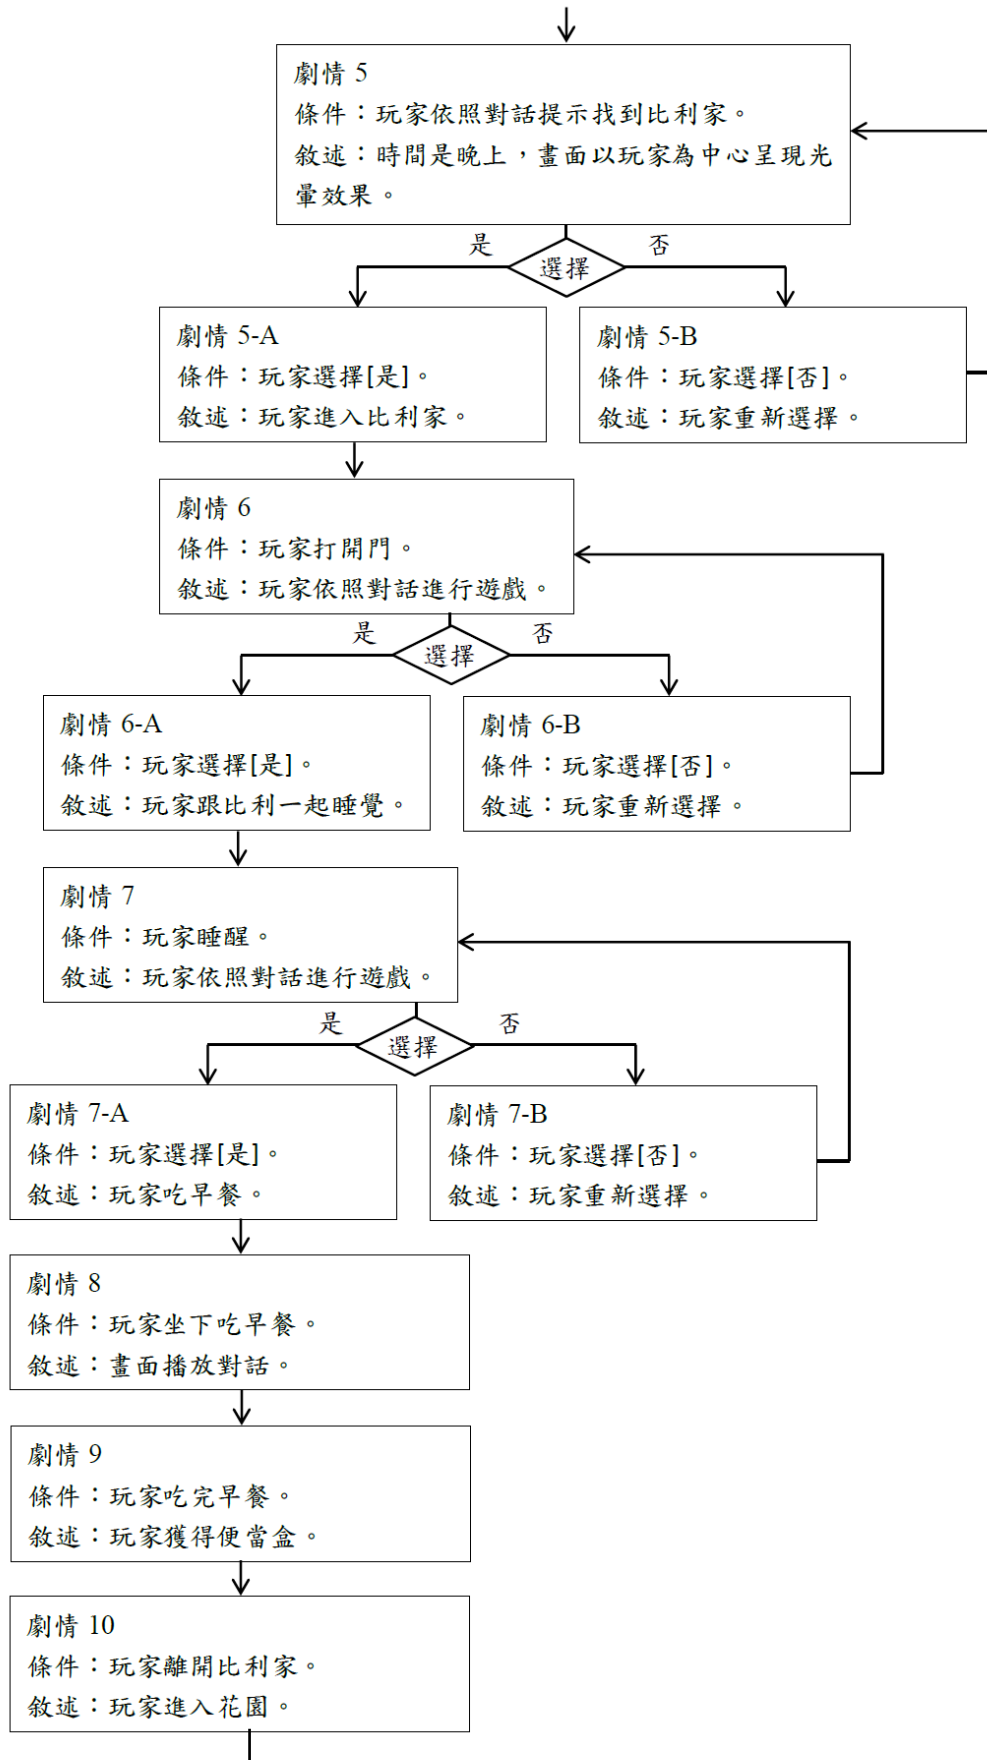 劇情 5
條件：玩家依照對話提示找到比利家。
敘述：時間是晚上，畫面以玩家為中心呈現光
暈效果。
是
否
選擇
劇情 5-A
條件：玩家選擇[是]。
敘述：玩家進入比利家。
劇情 5-B
條件：玩家選擇[否]。
敘述：玩家重新選擇。
劇情 6
條件：玩家打開門。
敘述：玩家依照對話進行遊戲。
是
否
選擇
劇情 6-A
條件：玩家選擇[是]。
敘述：玩家跟比利一起睡覺。
劇情 6-B
條件：玩家選擇[否]。
敘述：玩家重新選擇。
劇情 7
條件：玩家睡醒。
敘述：玩家依照對話進行遊戲。
是
否
選擇
劇情 7-A
條件：玩家選擇[是]。
敘述：玩家吃早餐。
劇情 7-B
條件：玩家選擇[否]。
敘述：玩家重新選擇。
劇情 8
條件：玩家坐下吃早餐。
敘述：畫面播放對話。
劇情 9
條件：玩家吃完早餐。
敘述：玩家獲得便當盒。
劇情 10
條件：玩家離開比利家。
敘述：玩家進入花園。